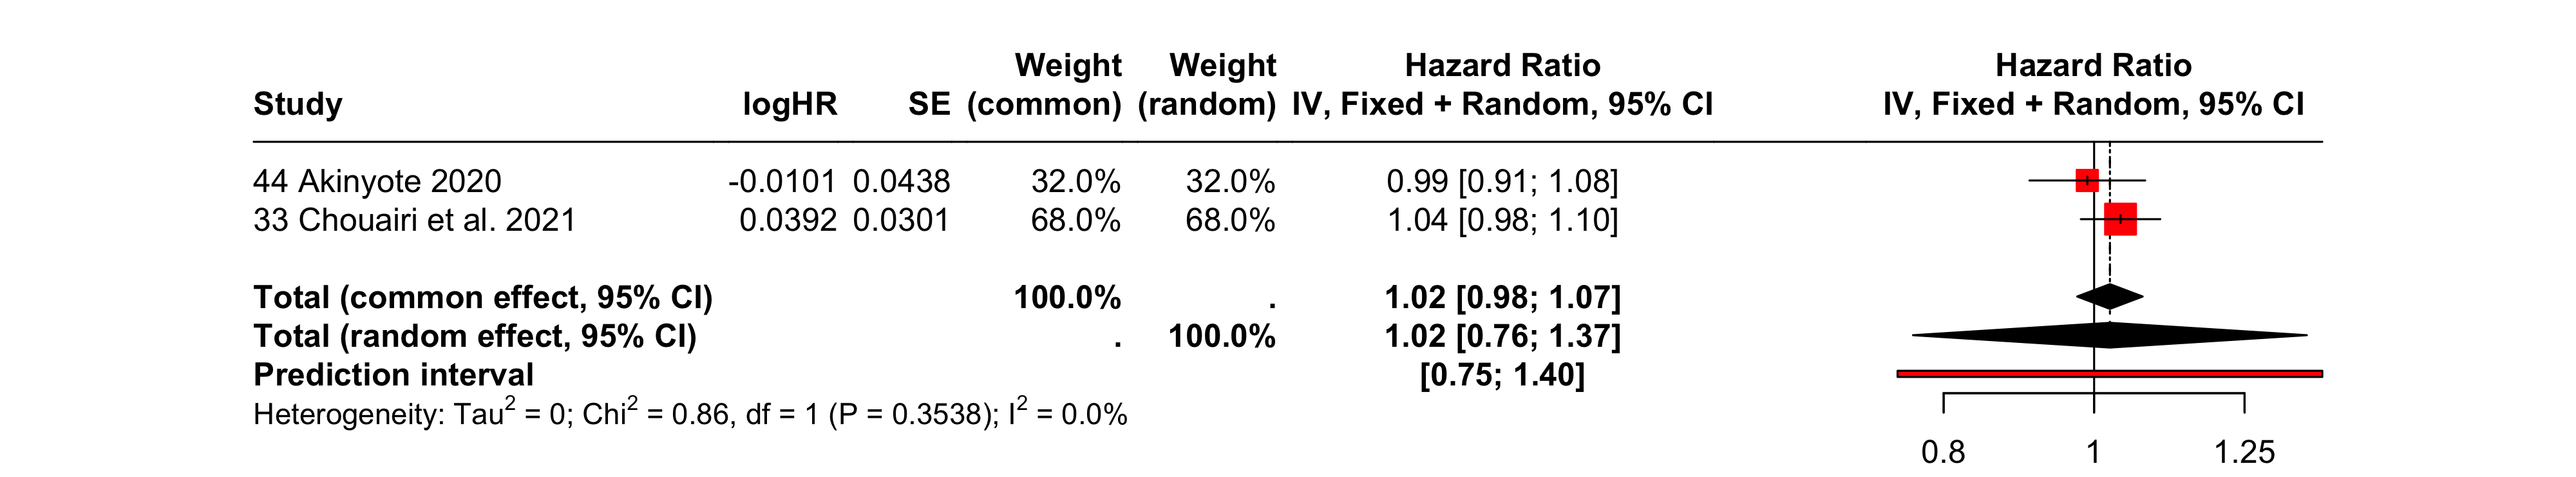 Weight Weight Hazard Ratio Hazard Ratio
Study logHR SE (common) (random) IV, Fixed + Random, 95% CI IV, Fixed + Random, 95% CI
44 Akinyote 2020 -0.0101 0.0438 32.0% 32.0% 0.99 [0.91; 1.08]
33 Chouairi et al. 2021 0.0392 0.0301 68.0% 68.0% 1.04 [0.98; 1.10]
Total (common effect, 95% CI) 100.0% . 1.02 [0.98; 1.07]
Total (random effect, 95% CI) . 100.0% 1.02 [0.76; 1.37]
Prediction interval [0.75; 1.40]
Heterogeneity: Tau² = 0; Chi² = 0.86, df = 1 (P = 0.3538); I² = 0.0%
0.8 1 1.25